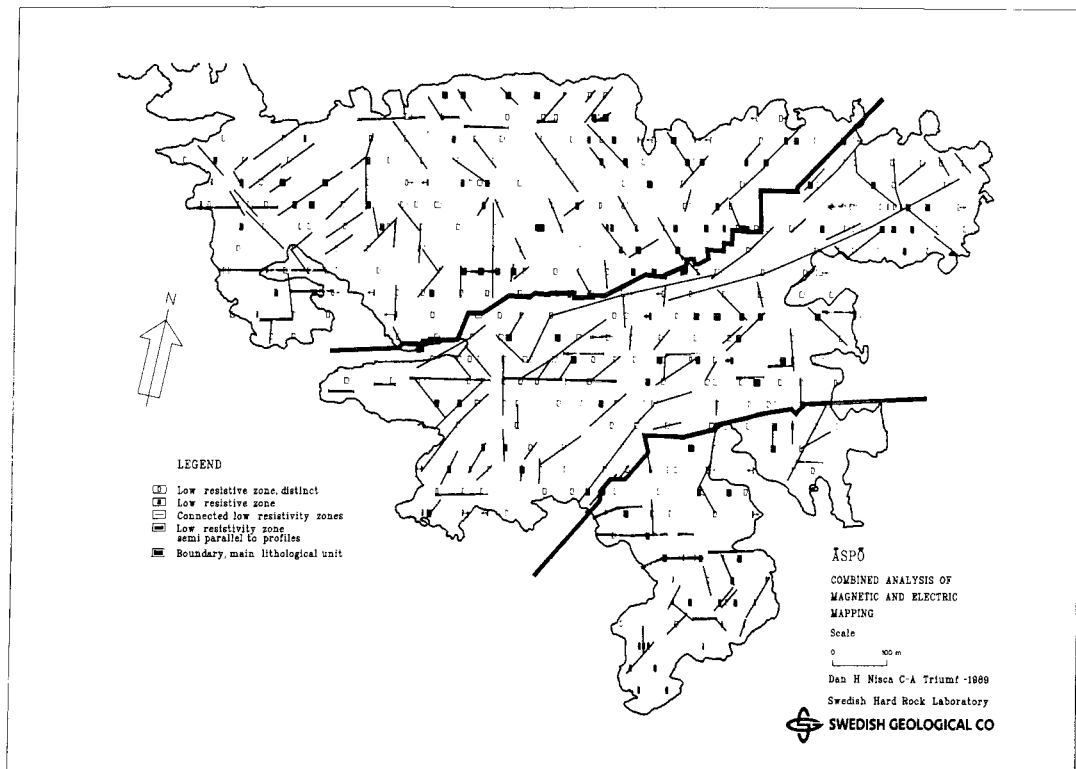 N
LEGEND
Low resistive zone, distinct
Low resistive zone
Connected low resistivity zones
Low resistivity zone
semi parallel to profiles
Boundary, main lithological unit
ÄSPÖ
COMBINED ANALYSIS OF
MAGNETIC AND ELECTRIC
MAPPING
Scale
0 100 m
Dan H Nisca C-A Triumf -1989
Swedish Hard Rock Laboratory
SWEDISH GEOLOGICAL CO